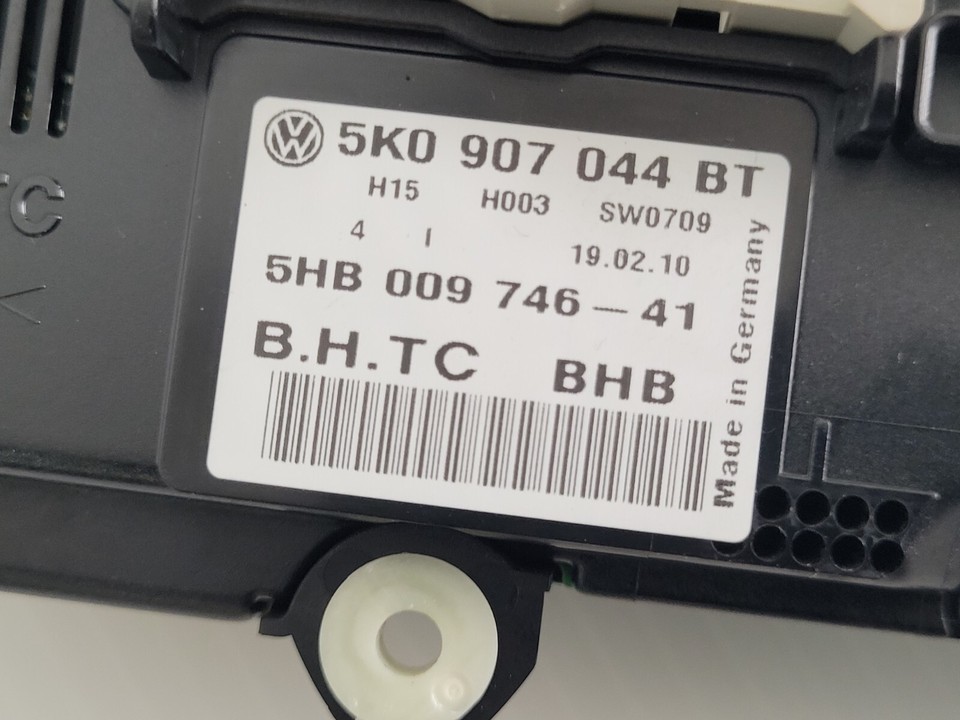 5K0 907 044 BT
H15 H003 SW0709
4 I 19.02.10
5HB 009 746-41
B.H.TC BHB
Made in Germany
TC